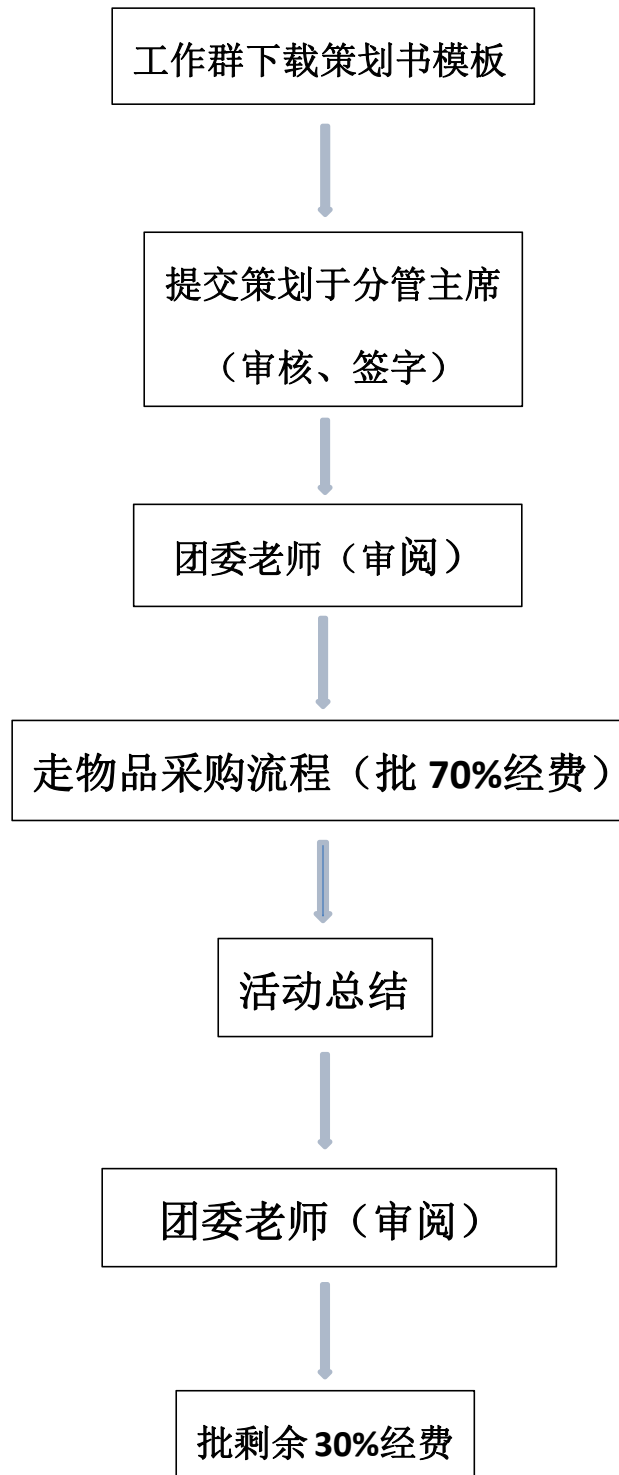 工作群下载策划书模板
提交策划于分管主席
（审核、签字）
团委老师（审阅）
走物品采购流程（批 70%经费）
活动总结
团委老师（审阅）
批剩余 30%经费